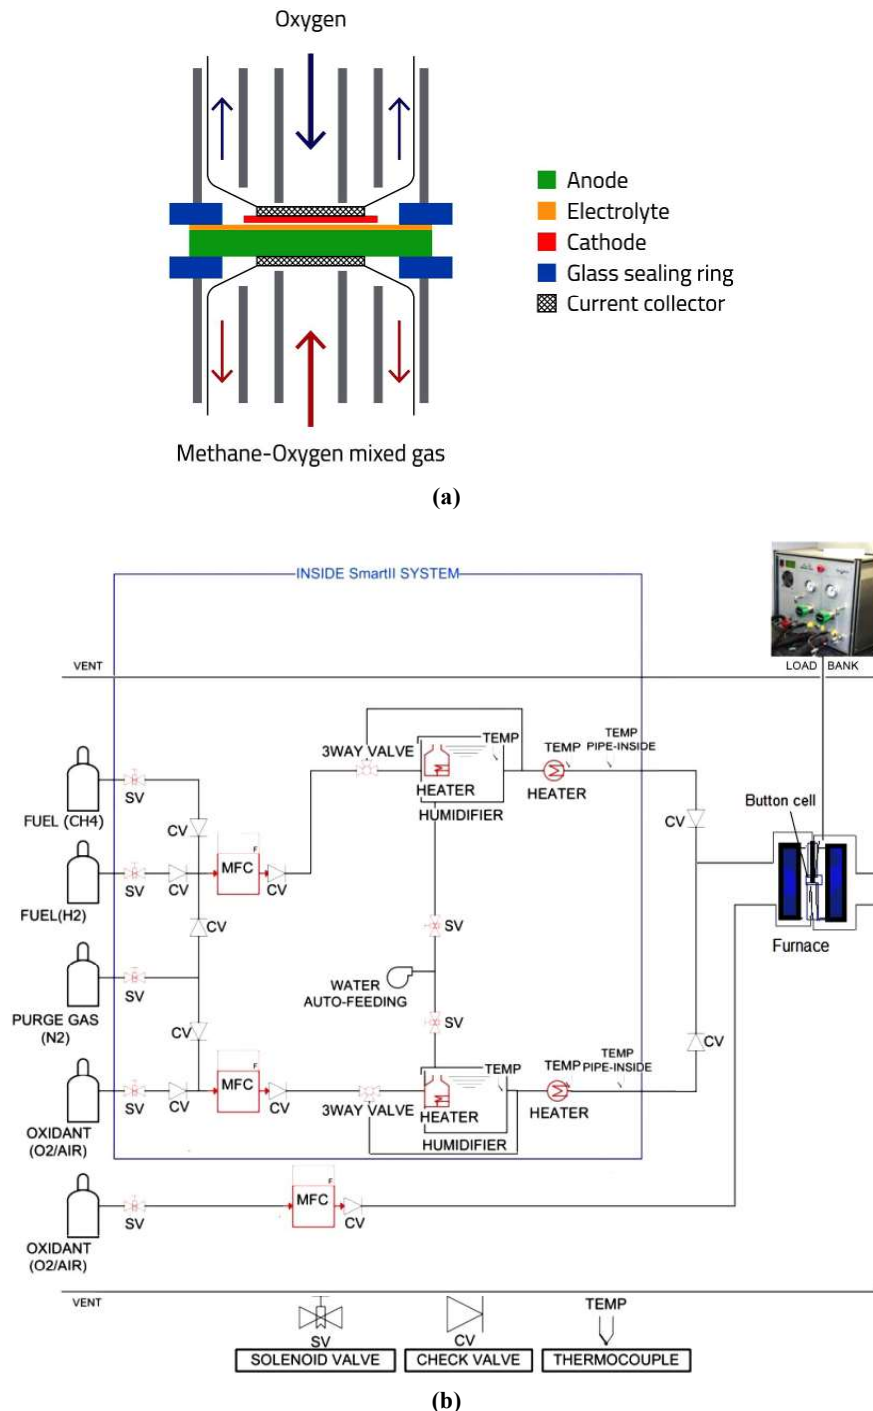 Oxygen
Anode
Electrolyte
Cathode
Glass sealing ring
Current collector
Methane-Oxygen mixed gas
(a)
INSIDE SmartII SYSTEM
VENT
LOAD BANK
3WAY VALVE
TEMP
TEMP
TEMP
PIPE-INSIDE
SV
HEATER
HEATER
HUMIDIFIER
FUEL (CH4)
CV
CV
Button cell
MFC
F
SV
CV
CV
FUEL(H2)
CV
SV
Furnace
WATER
AUTO-FEEDING
SV
PURGE GAS
(N2)
CV
SV
CV
TEMP
TEMP
TEMP
PIPE-INSIDE
MFC
F
SV
CV
CV
3WAY VALVE
HEATER
HEATER
HUMIDIFIER
OXIDANT
(O2/AIR)
MFC
F
SV
CV
OXIDANT
(O2/AIR)
VENT
TEMP
SV
CV
SOLENOID VALVE
CHECK VALVE
THERMOCOUPLE
(b)